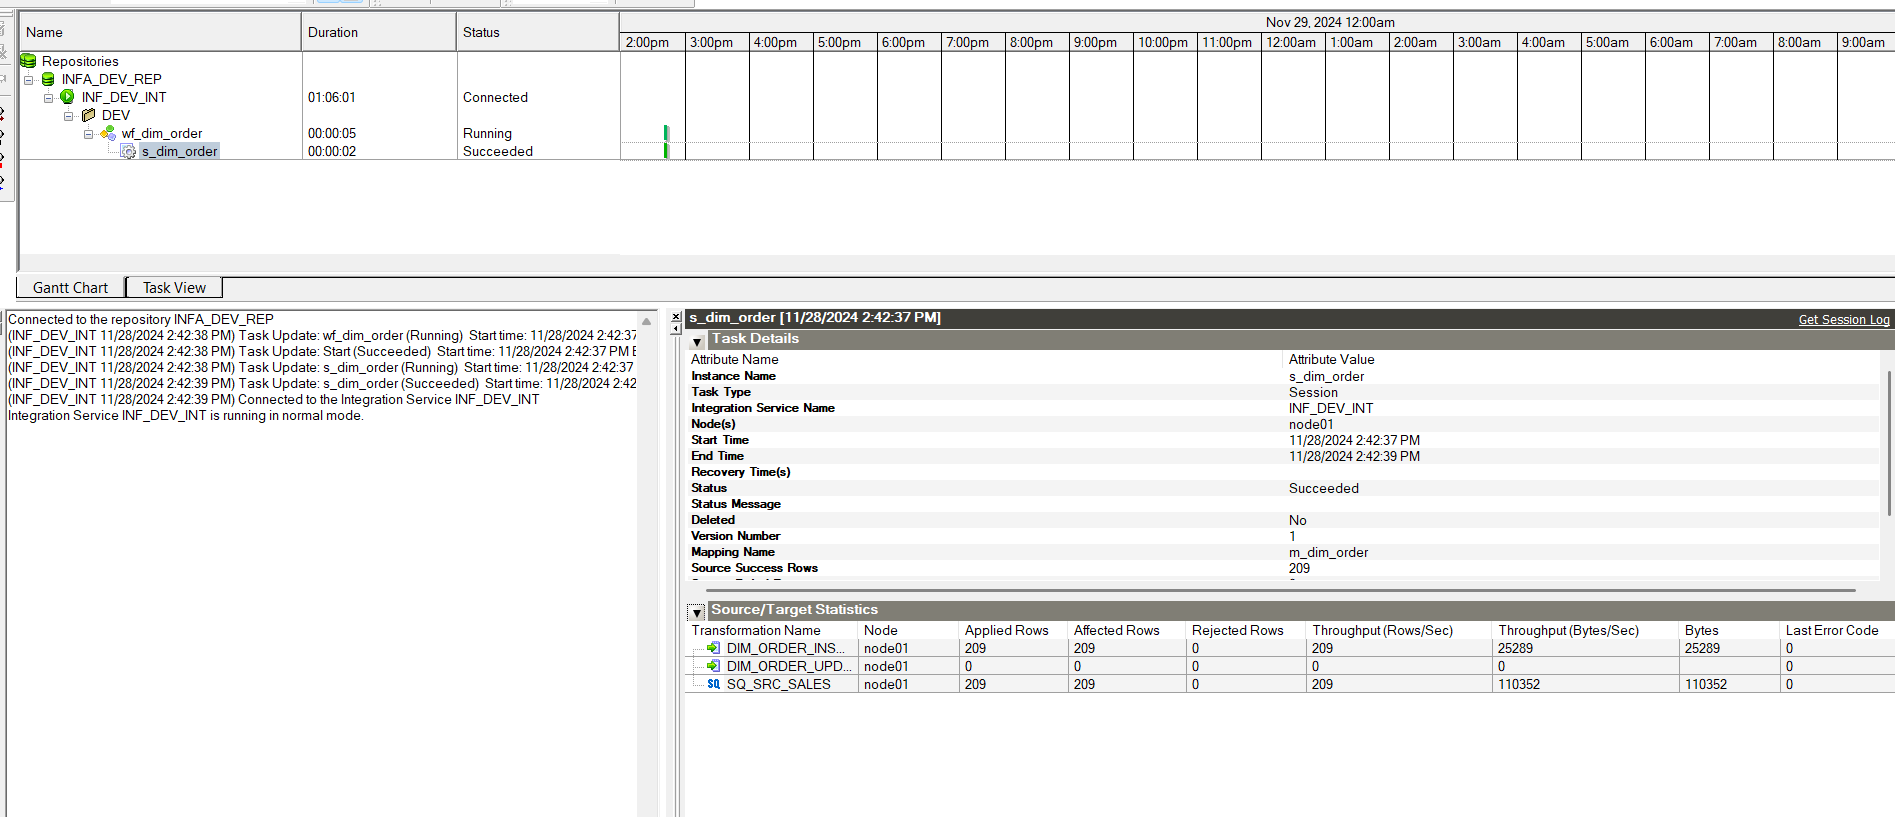 Name Duration Status
Nov 29, 2024 12:00am
2:00pm 3:00pm 4:00pm 5:00pm 6:00pm 7:00pm 8:00pm 9:00pm 10:00pm 11:00pm 12:00am 1:00am 2:00am 3:00am 4:00am 5:00am 6:00am 7:00am 8:00am 9:00am
Repositories
INFA_DEV_REP
INF_DEV_INT 01:06:01 Connected
DEV
wf_dim_order 00:00:05 Running
s_dim_order 00:00:02 Succeeded
Gantt Chart Task View
Connected to the repository INFA_DEV_REP
(INF_DEV_INT 11/28/2024 2:42:38 PM) Task Update: wf_dim_order (Running) Start time: 11/28/2024 2:42:37
(INF_DEV_INT 11/28/2024 2:42:38 PM) Task Update: Start (Succeeded) Start time: 11/28/2024 2:42:37 PM E
(INF_DEV_INT 11/28/2024 2:42:38 PM) Task Update: s_dim_order (Running) Start time: 11/28/2024 2:42:37
(INF_DEV_INT 11/28/2024 2:42:39 PM) Task Update: s_dim_order (Succeeded) Start time: 11/28/2024 2:42
(INF_DEV_INT 11/28/2024 2:42:39 PM) Connected to the Integration Service INF_DEV_INT
Integration Service INF_DEV_INT is running in normal mode.
s_dim_order [11/28/2024 2:42:37 PM] Get Session Log
Task Details
Attribute Name Attribute Value
Instance Name s_dim_order
Task Type Session
Integration Service Name INF_DEV_INT
Node(s) node01
Start Time 11/28/2024 2:42:37 PM
End Time 11/28/2024 2:42:39 PM
Recovery Time(s)
Status Succeeded
Status Message
Deleted No
Version Number 1
Mapping Name m_dim_order
Source Success Rows 209
Source/Target Statistics
Transformation Name Node Applied Rows Affected Rows Rejected Rows Throughput (Rows/Sec) Throughput (Bytes/Sec) Bytes Last Error Code
DIM_ORDER_INS... node01 209 209 0 209 25289 25289 0
DIM_ORDER_UPD... node01 0 0 0 0 0 0
SQ SQ_SRC_SALES node01 209 209 0 209 110352 110352 0